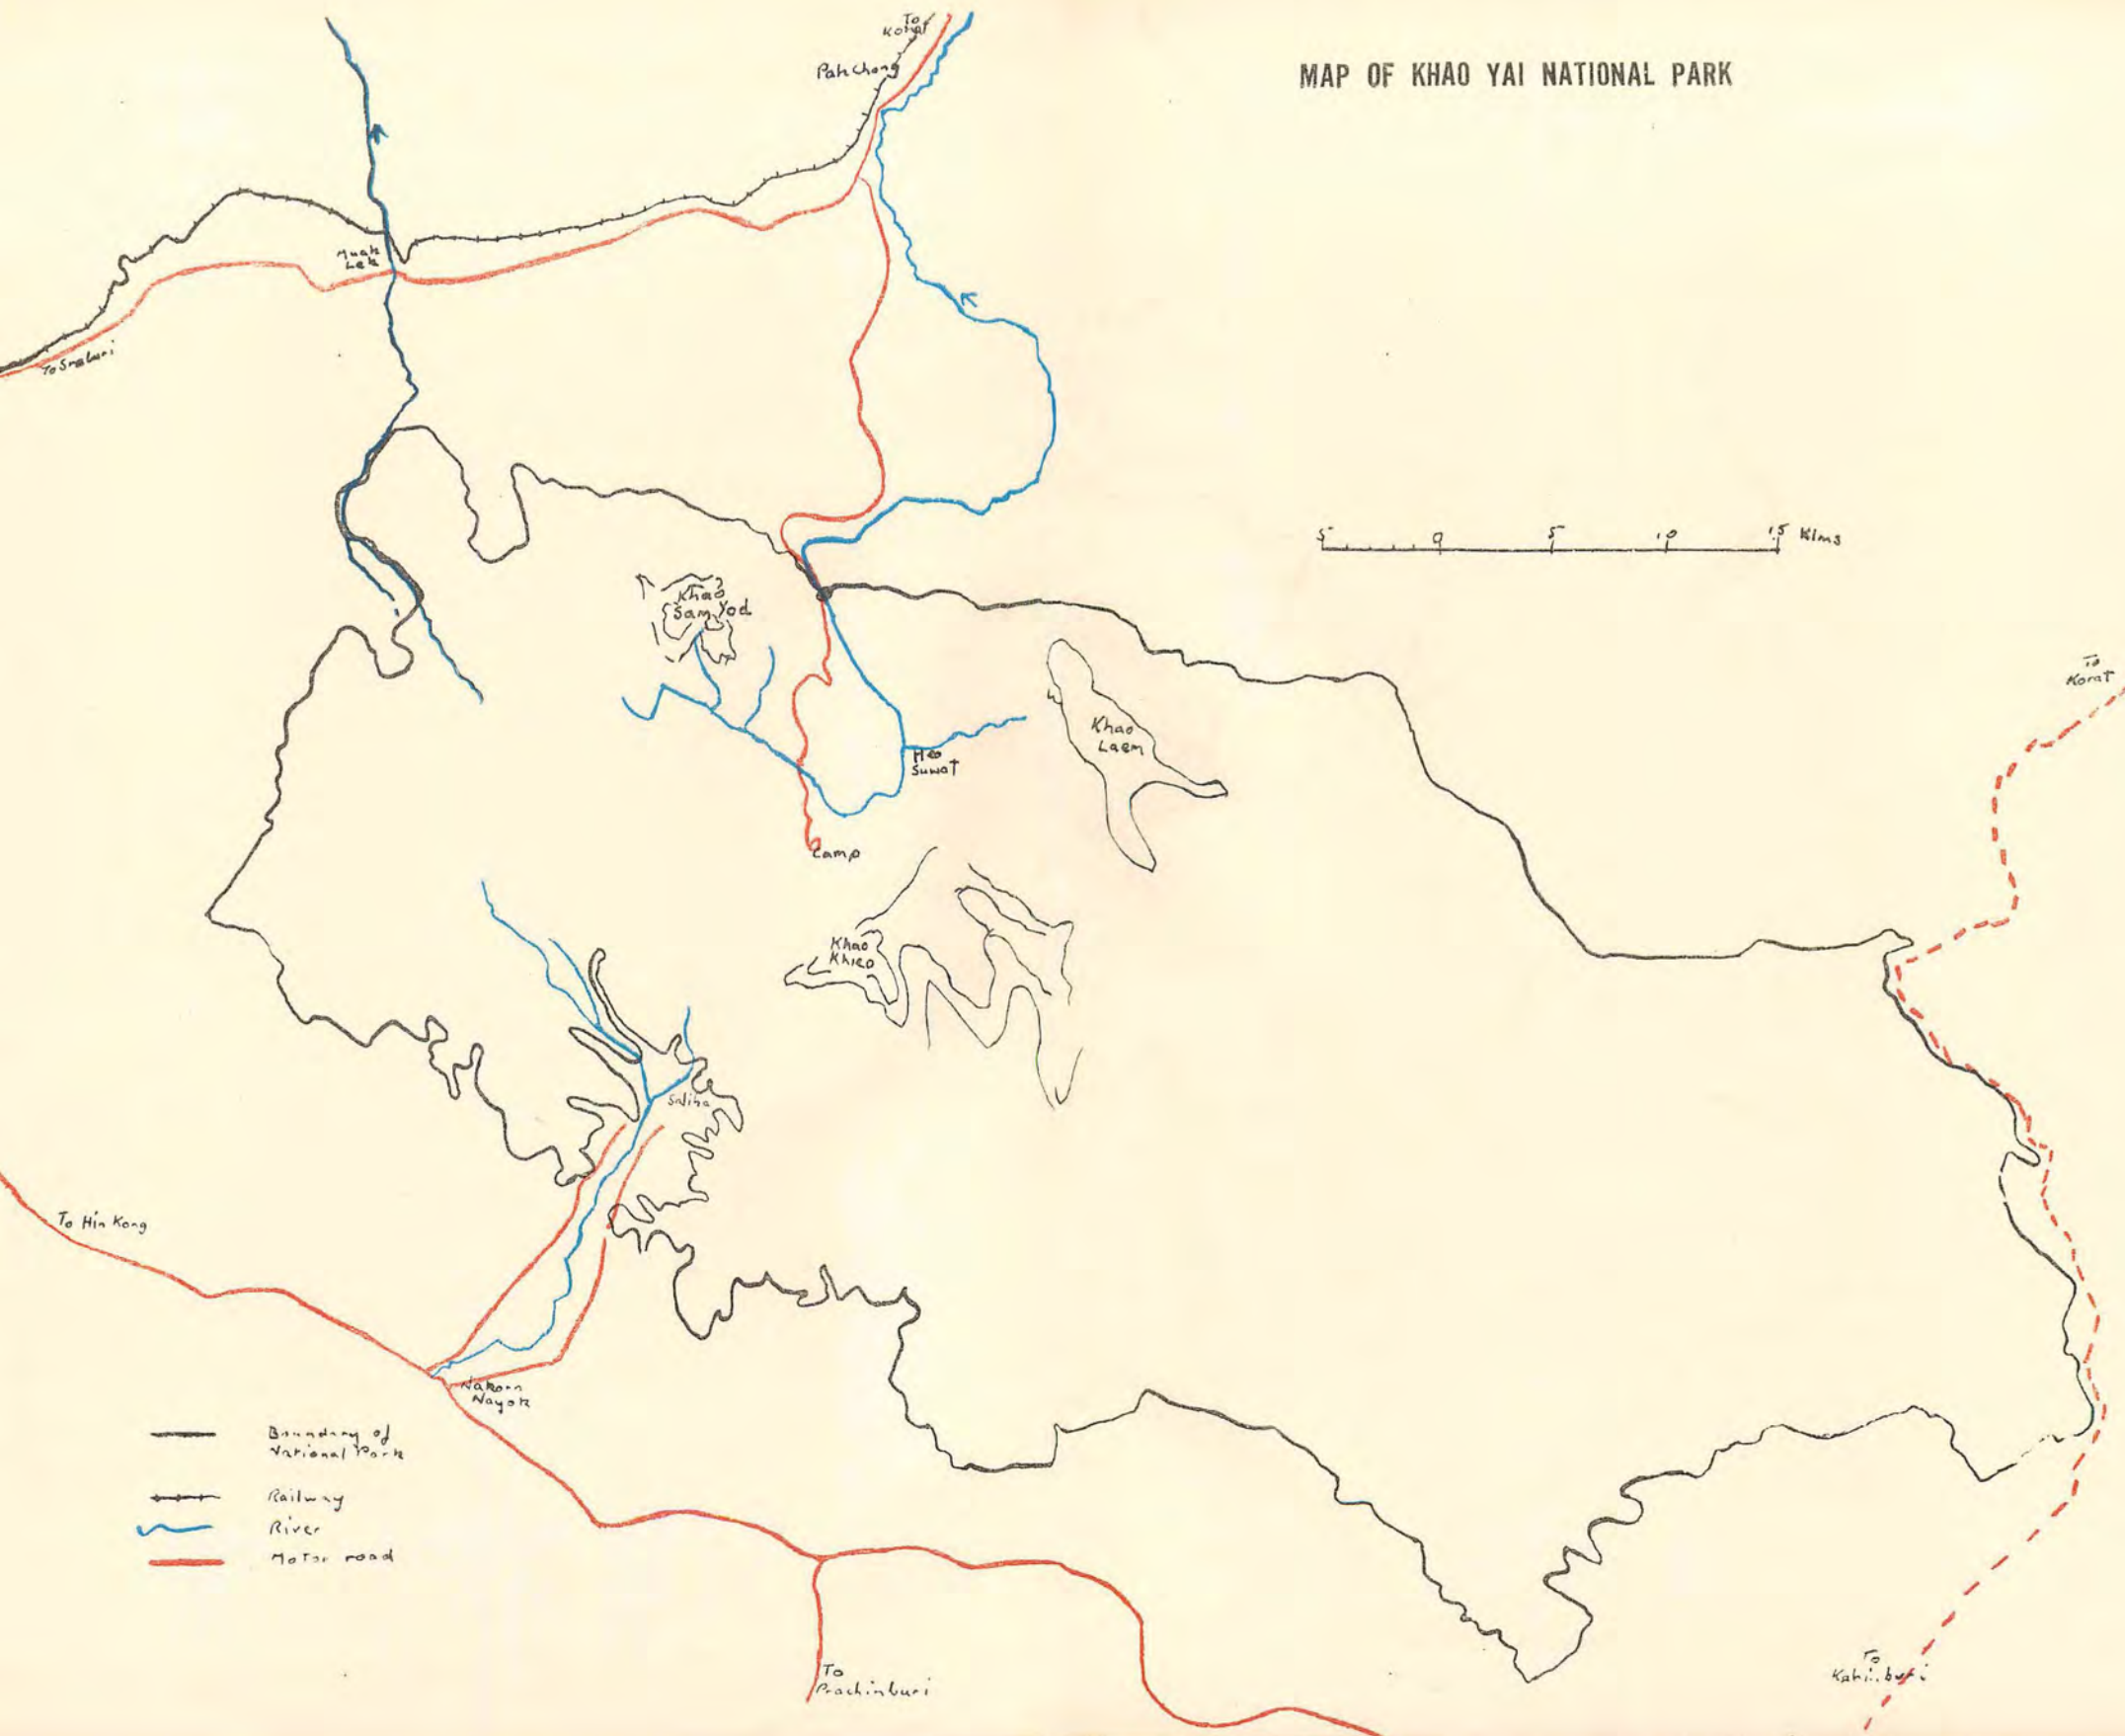 MAP OF KHAO YAI NATIONAL PARK
To
Korat
Pak Chong
Muak
Lek
To Sraburi
5 0 5 10 15 Klms
Khao
Sam Yod
To
Korat
Khao
Laem
Heo
Suwat
Camp
Khao
Khieo
Salika
To Hin Kong
Nakorn
Nayok
Boundary of
National Park
Railway
River
Motor road
To
Prachinburi
To
Kabinburi